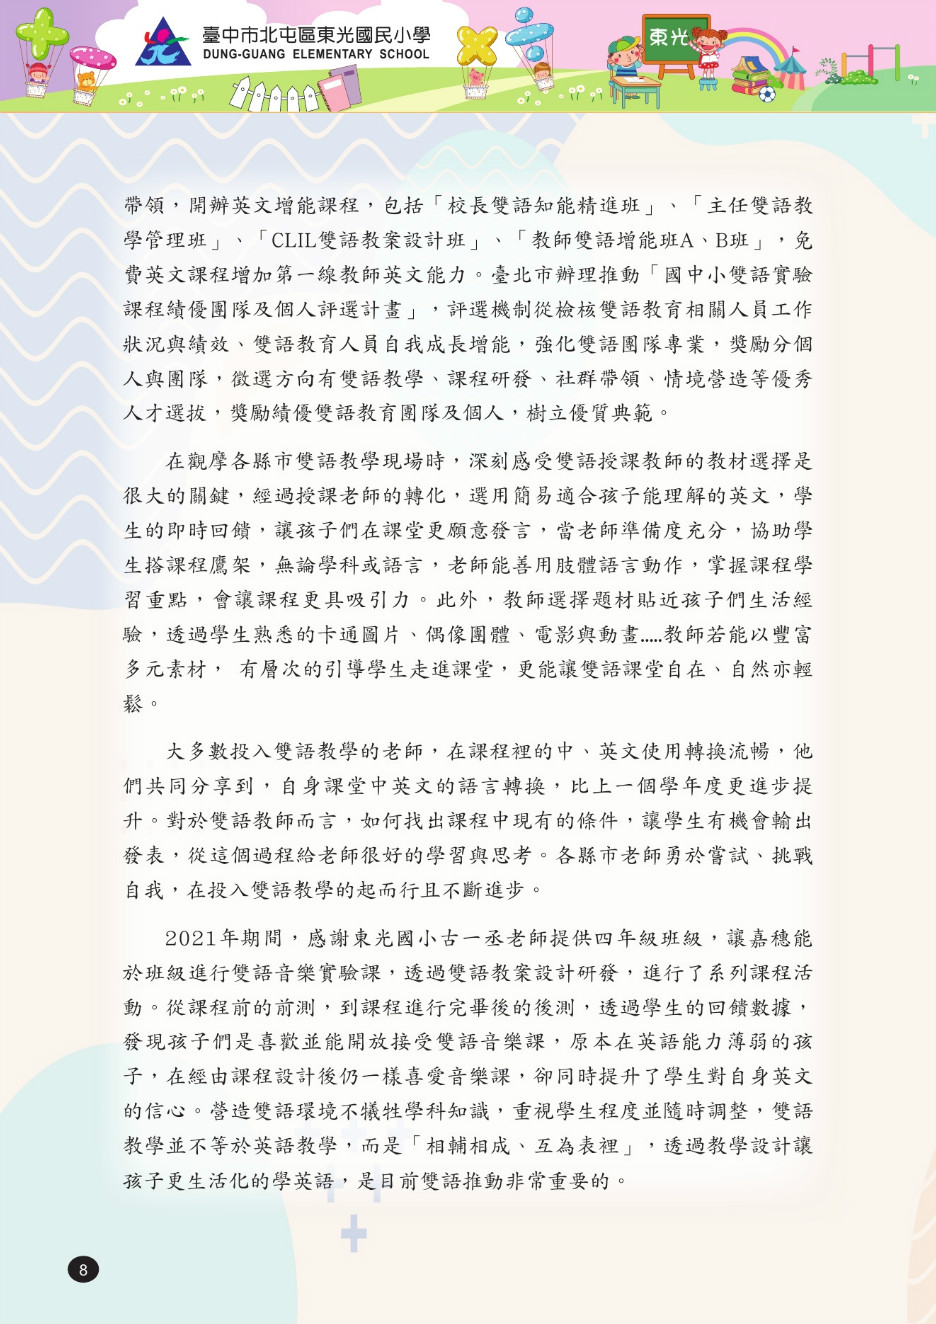 臺中市北屯區東光國民小學
DUNG-GUANG ELEMENTARY SCHOOL
東光
帶領，開辦英文增能課程，包括「校長雙語知能精進班」、「主任雙語教
學管理班」、「CLIL雙語教案設計班」、「教師雙語增能班A、B班」，免
費英文課程增加第一線教師英文能力。臺北市辦理推動「國中小雙語實驗
課程績優團隊及個人評選計畫」，評選機制從檢核雙語教育相關人員工作
狀況與績效、雙語教育人員自我成長增能，強化雙語團隊專業，獎勵分個
人與團隊，徵選方向有雙語教學、課程研發、社群帶領、情境營造等優秀
人才選拔，獎勵績優雙語教育團隊及個人，樹立優質典範。
在觀摩各縣市雙語教學現場時，深刻感受雙語授課教師的教材選擇是
很大的關鍵，經過授課老師的轉化，選用簡易適合孩子能理解的英文，學
生的即時回饋，讓孩子們在課堂更願意發言，當老師準備度充分，協助學
生搭課程鷹架，無論學科或語言，老師能善用肢體語言動作，掌握課程學
習重點，會讓課程更具吸引力。此外，教師選擇題材貼近孩子們生活經
驗，透過學生熟悉的卡通圖片、偶像團體、電影與動畫.....教師若能以豐富
多元素材， 有層次的引導學生走進課堂，更能讓雙語課堂自在、自然亦輕
鬆。
大多數投入雙語教學的老師，在課程裡的中、英文使用轉換流暢，他
們共同分享到，自身課堂中英文的語言轉換，比上一個學年度更進步提
升。對於雙語教師而言，如何找出課程中現有的條件，讓學生有機會輸出
發表，從這個過程給老師很好的學習與思考。各縣市老師勇於嘗試、挑戰
自我，在投入雙語教學的起而行且不斷進步。
2021年期間，感謝東光國小古一丞老師提供四年級班級，讓嘉穗能
於班級進行雙語音樂實驗課，透過雙語教案設計研發，進行了系列課程活
動。從課程前的前測，到課程進行完畢後的後測，透過學生的回饋數據，
發現孩子們是喜歡並能開放接受雙語音樂課，原本在英語能力薄弱的孩
子，在經由課程設計後仍一樣喜愛音樂課，卻同時提升了學生對自身英文
的信心。營造雙語環境不犧牲學科知識，重視學生程度並隨時調整，雙語
教學並不等於英語教學，而是「相輔相成、互為表裡」，透過教學設計讓
孩子更生活化的學英語，是目前雙語推動非常重要的。
8